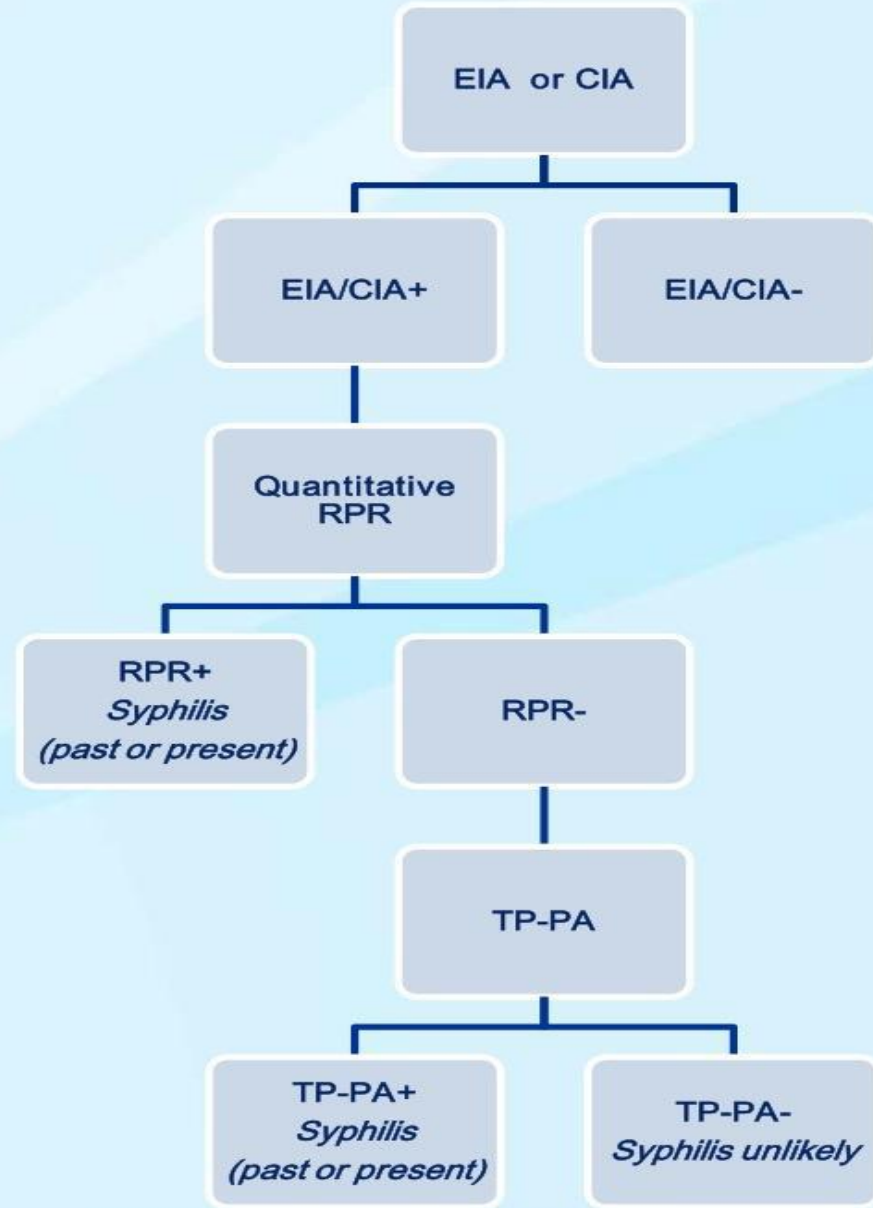 EIA or CIA
EIA/CIA+
EIA/CIA-
Quantitative
RPR
RPR+
Syphilis
(past or present)
RPR-
TP-PA
TP-PA+
Syphilis
(past or present)
TP-PA-
Syphilis unlikely